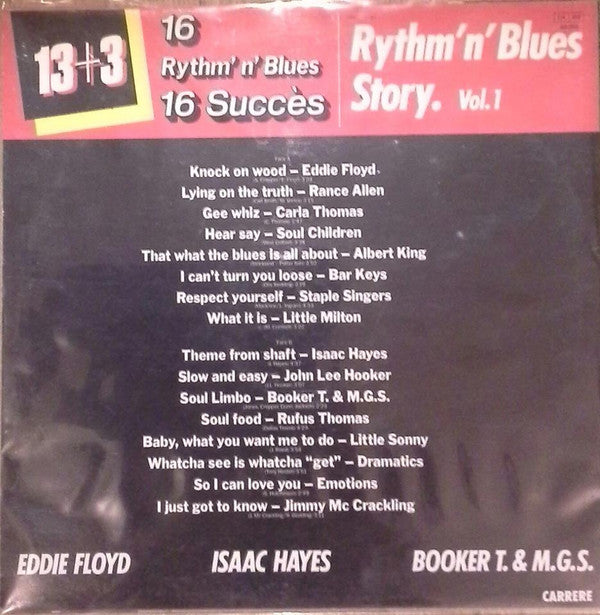 13+3
16
Rythm'n' Blues
16 Succès
Rythm'n' Blues
Story. Vol.1
Knock on wood – Eddie Floyd
Lying on the truth – Rance Allen
Gee whiz – Carla Thomas
Hear say – Soul Children
That what the blues is all about – Albert King
I can't turn you loose – Bar Keys
Respect yourself – Staple Singers
What it is – Little Milton
Theme from shaft – Isaac Hayes
Slow and easy – John Lee Hooker
Soul Limbo – Booker T. & M.G.S.
Soul food – Rufus Thomas
Baby, what you want me to do – Little Sonny
Whatcha see is whatcha "get" – Dramatics
So I can love you – Emotions
I just got to know – Jimmy Mc Crackling
EDDIE FLOYD
ISAAC HAYES
BOOKER T. & M.G.S.
CARRERE